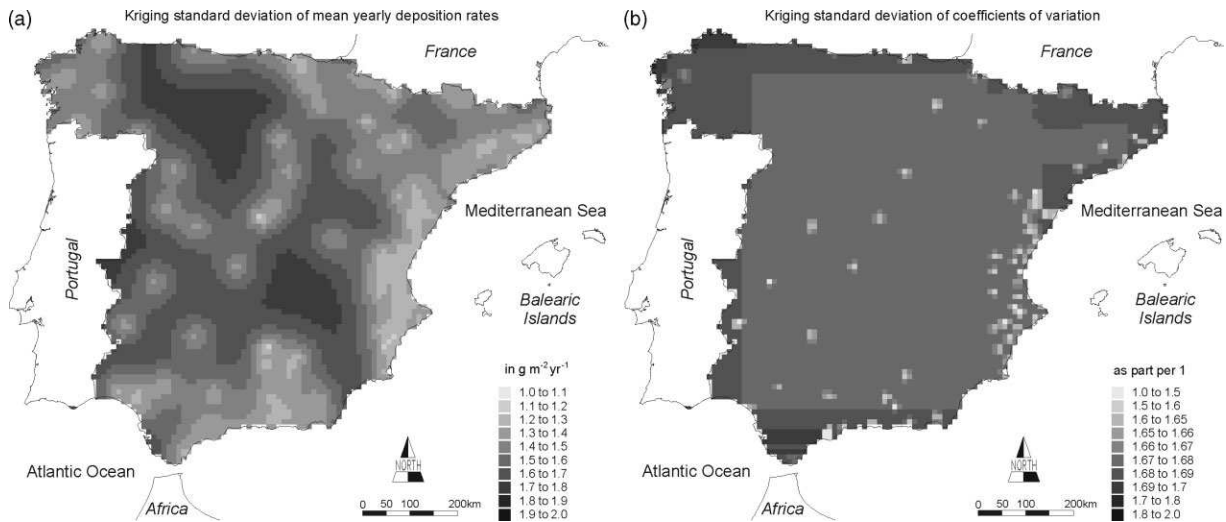 (a)
Kriging standard deviation of mean yearly deposition rates
France
Portugal
Mediterranean Sea
Balearic
Islands
Atlantic Ocean
Africa
NORTH
0 50 100 200km
in g m⁻² yr⁻¹
1.0 to 1.1
1.1 to 1.2
1.2 to 1.3
1.3 to 1.4
1.4 to 1.5
1.5 to 1.6
1.6 to 1.7
1.7 to 1.8
1.8 to 1.9
1.9 to 2.0
(b)
Kriging standard deviation of coefficients of variation
France
Portugal
Mediterranean Sea
Balearic
Islands
Atlantic Ocean
Africa
NORTH
0 50 100 200km
as part per 1
1.0 to 1.5
1.5 to 1.6
1.6 to 1.65
1.65 to 1.66
1.66 to 1.67
1.67 to 1.68
1.68 to 1.69
1.69 to 1.7
1.7 to 1.8
1.8 to 2.0